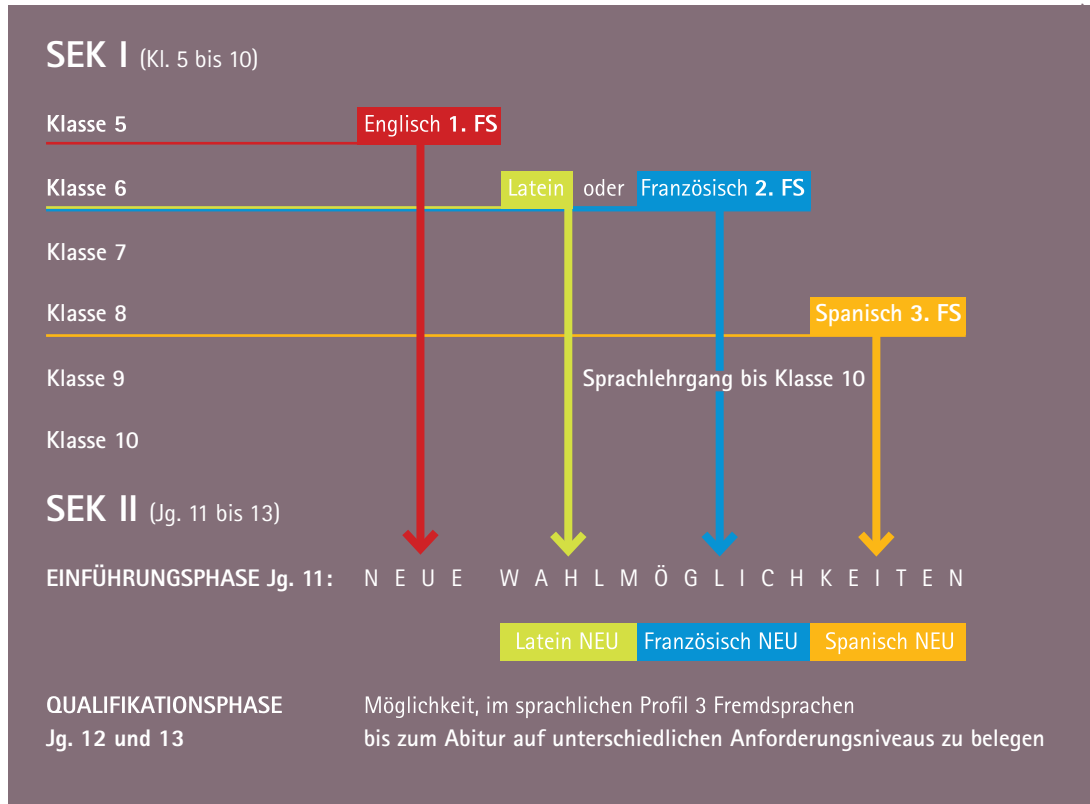 SEK I (Kl. 5 bis 10)
Klasse 5 Englisch 1. FS
Klasse 6 Latein oder Französisch 2. FS
Klasse 7
Klasse 8 Spanisch 3. FS
Klasse 9 Sprachlehrgang bis Klasse 10
Klasse 10
SEK II (Jg. 11 bis 13)
EINFÜHRUNGSPHASE Jg. 11: NEUE WAHLMÖGLICHKEITEN
Latein NEU Französisch NEU Spanisch NEU
QUALIFIKATIONSPHASE Möglichkeit, im sprachlichen Profil 3 Fremdsprachen
Jg. 12 und 13 bis zum Abitur auf unterschiedlichen Anforderungsniveaus zu belegen